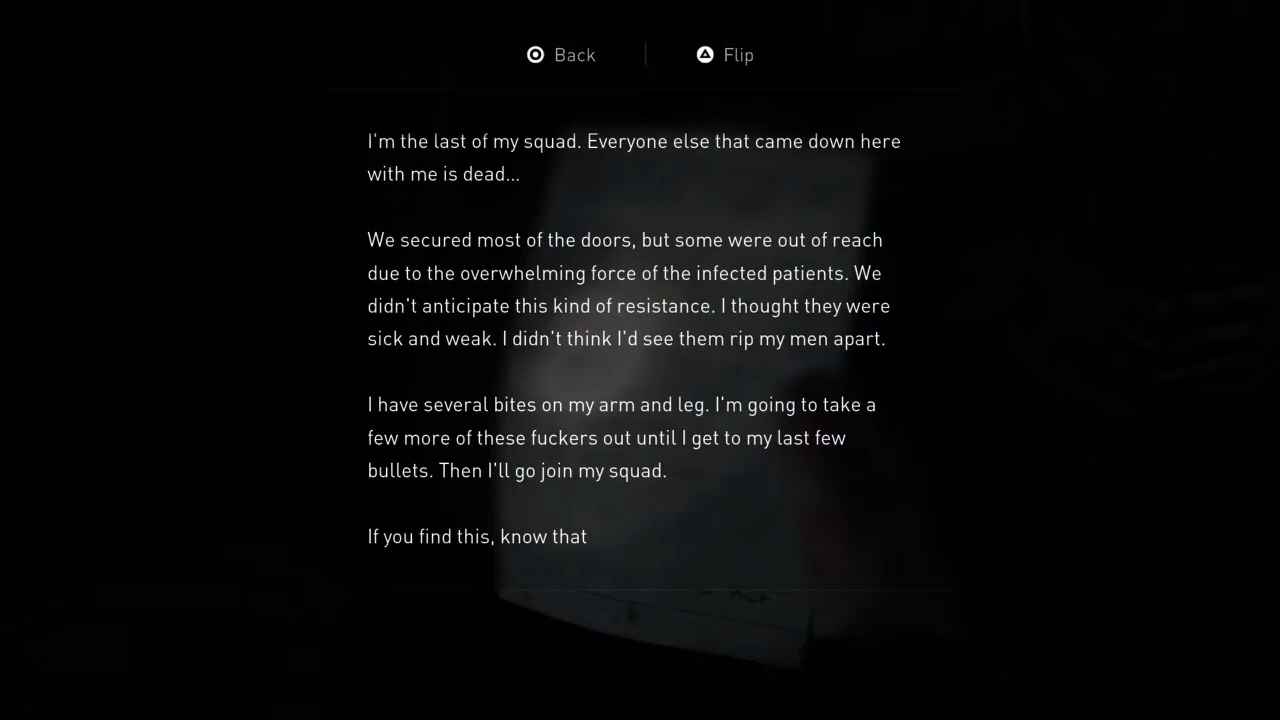 Back
Flip
I'm the last of my squad. Everyone else that came down here
with me is dead...
We secured most of the doors, but some were out of reach
due to the overwhelming force of the infected patients. We
didn't anticipate this kind of resistance. I thought they were
sick and weak. I didn't think I'd see them rip my men apart.
I have several bites on my arm and leg. I'm going to take a
few more of these fuckers out until I get to my last few
bullets. Then I'll go join my squad.
If you find this, know that